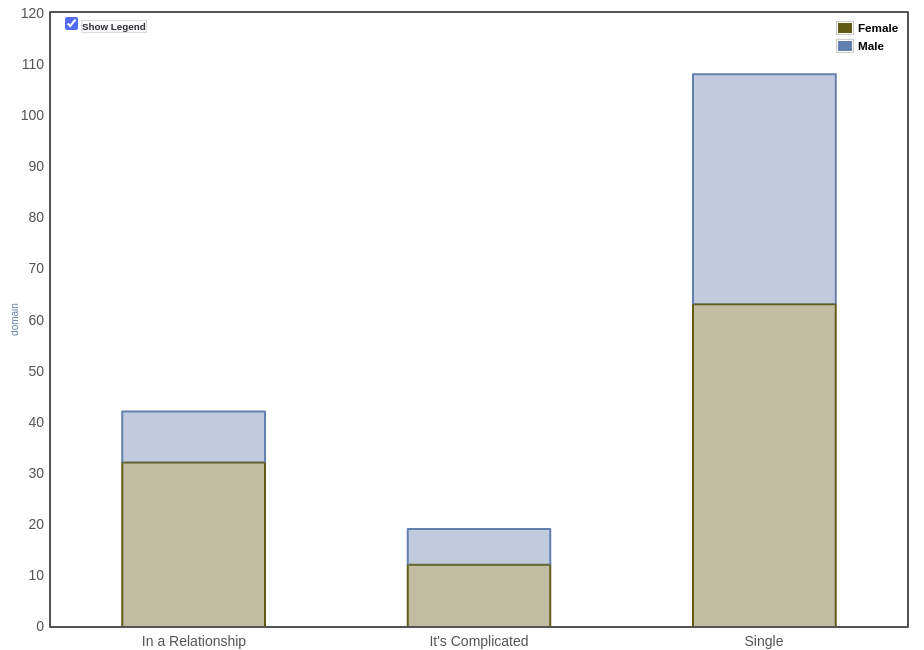 120
Show Legend
Female
Male
110
100
90
80
70
60
domain
50
40
30
20
10
0
In a Relationship
It's Complicated
Single